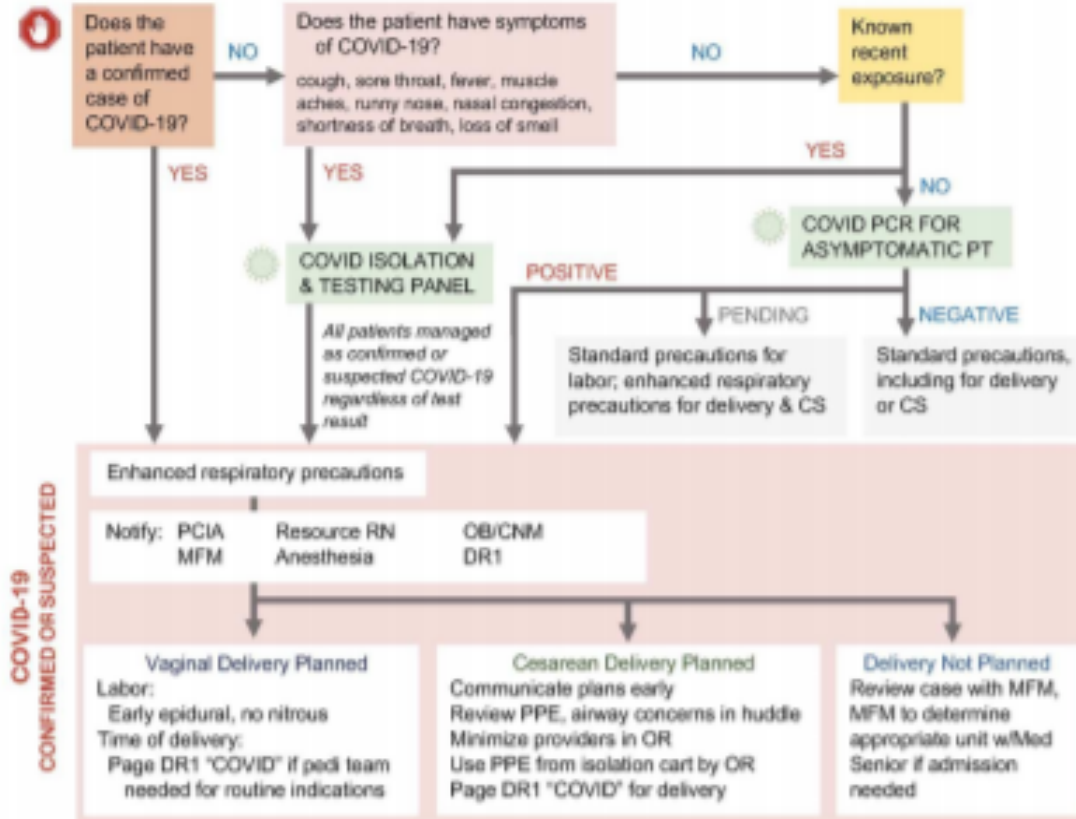 Does the
patient have
a confirmed
case of
COVID-19?
NO
Does the patient have symptoms
of COVID-19?
cough, sore throat, fever, muscle
aches, runny nose, nasal congestion,
shortness of breath, loss of smell
NO
Known
recent
exposure?
YES
YES
YES
NO
COVID ISOLATION
& TESTING PANEL
COVID PCR FOR
ASYMPTOMATIC PT
All patients managed
as confirmed or
suspected COVID-19
regardless of test
result
POSITIVE
PENDING
NEGATIVE
Standard precautions for
labor; enhanced respiratory
precautions for delivery & CS
Standard precautions,
including for delivery
or CS
COVID-19
CONFIRMED OR SUSPECTED
Enhanced respiratory precautions
Notify: PCIA Resource RN OB/CNM
MFM Anesthesia DR1
Vaginal Delivery Planned
Labor:
Early epidural, no nitrous
Time of delivery:
Page DR1 "COVID" if pedi team
needed for routine indications
Cesarean Delivery Planned
Communicate plans early
Review PPE, airway concerns in huddle
Minimize providers in OR
Use PPE from isolation cart by OR
Page DR1 "COVID" for delivery
Delivery Not Planned
Review case with MFM,
MFM to determine
appropriate unit w/Med
Senior if admission
needed